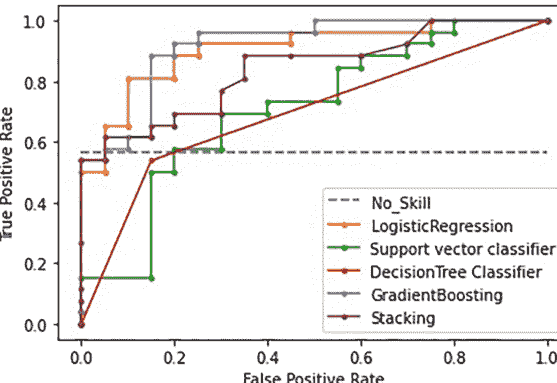 1.0
0.8
0.6
0.4
0.2
0.0
True Positive Rate
No_Skill
LogisticRegression
Support vector classifier
DecisionTree Classifier
GradientBoosting
Stacking
0.0 0.2 0.4 0.6 0.8 1.0
False Positive Rate